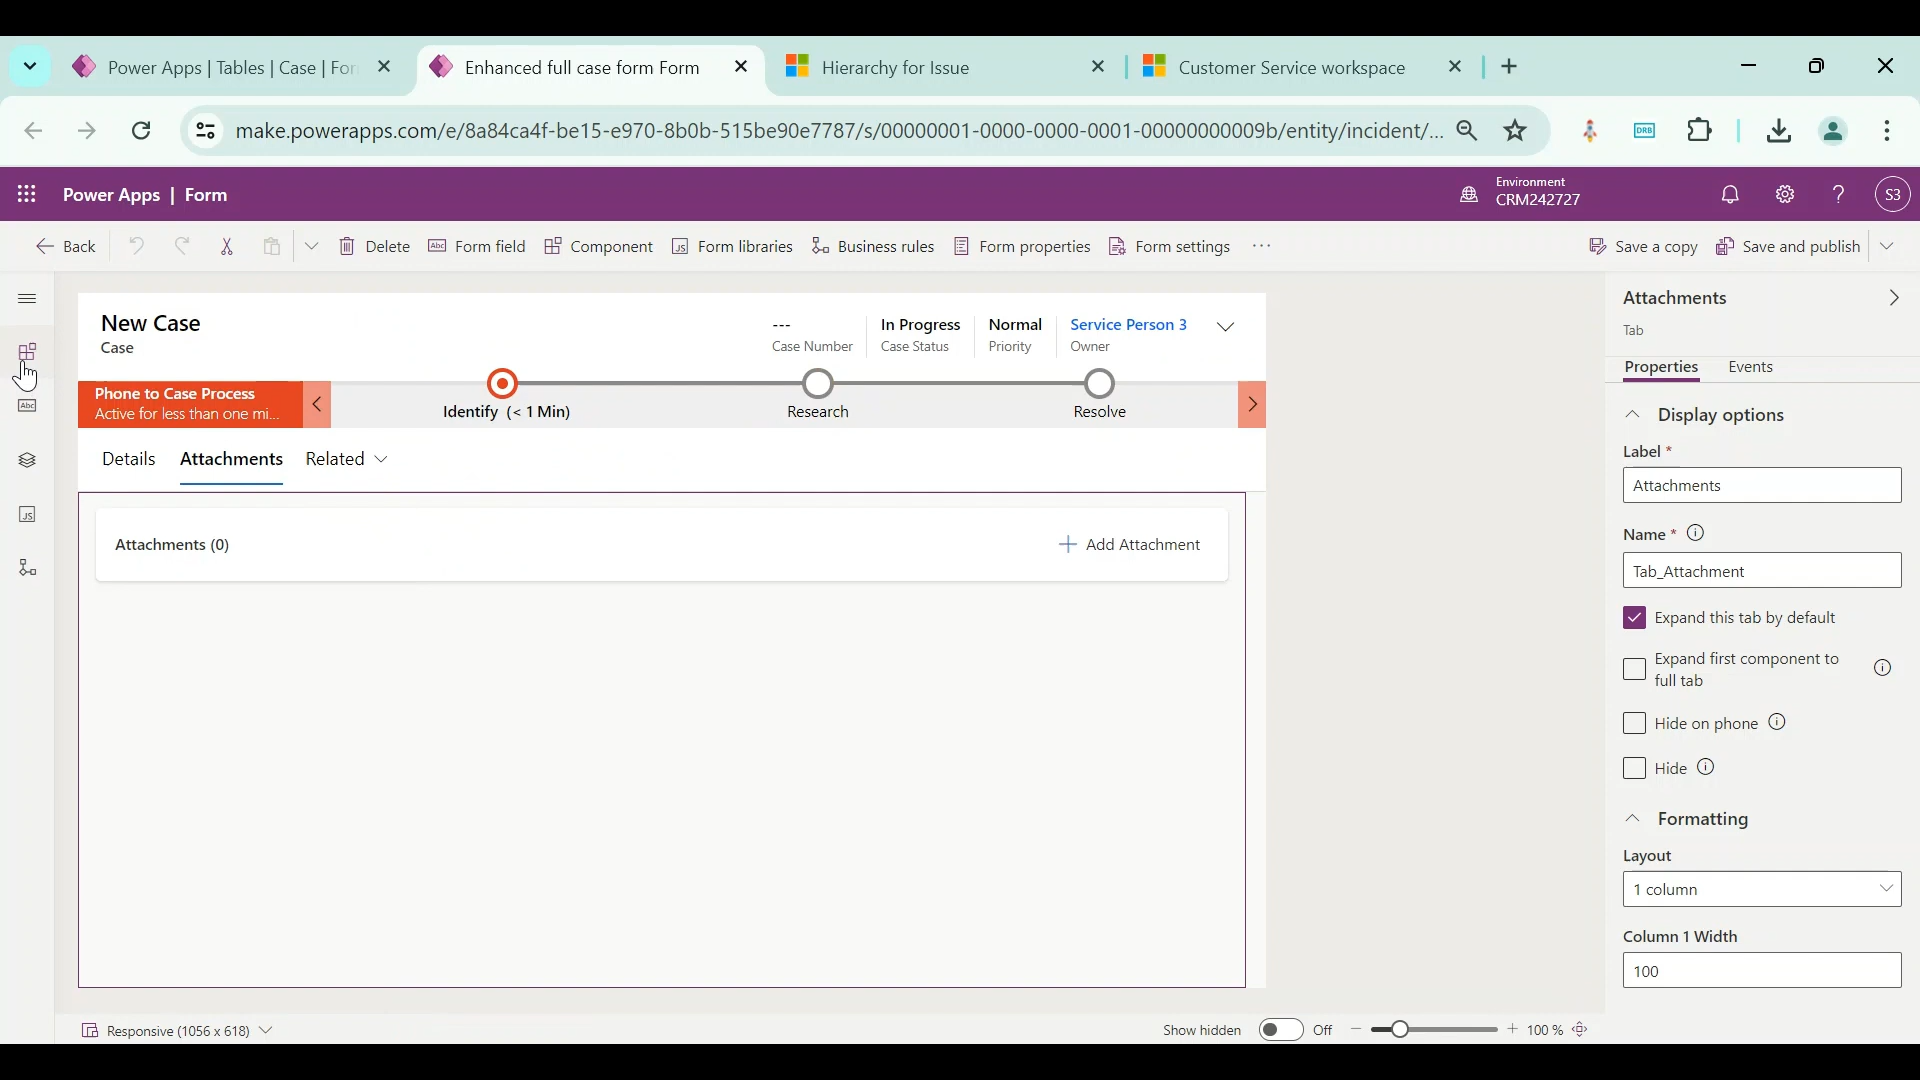 Power Apps | Tables | Case | For
Enhanced full case form Form
Hierarchy for Issue
Customer Service workspace
make.powerapps.com/e/8a84ca4f-be15-e970-8b0b-515be90e7787/s/00000001-0000-0000-0001-00000000009b/entity/incident/...
DRB
Power Apps | Form
Environment
CRM242727
S3
Back
Delete
Abc Form field
Component
JS Form libraries
Business rules
Form properties
Form settings
...
Save a copy
Save and publish
New Case
Case
---
Case Number
In Progress
Case Status
Normal
Priority
Service Person 3
Owner
Phone to Case Process
Active for less than one mi...
Identify (< 1 Min)
Research
Resolve
Abc
JS
Details
Attachments
Related
Attachments (0)
Add Attachment
Attachments
Tab
Properties
Events
Display options
Label *
Attachments
Name *
Tab_Attachment
Expand this tab by default
Expand first component to
full tab
Hide on phone
Hide
Formatting
Layout
1 column
Column 1 Width
100
Responsive (1056 x 618)
Show hidden
Off
100 %